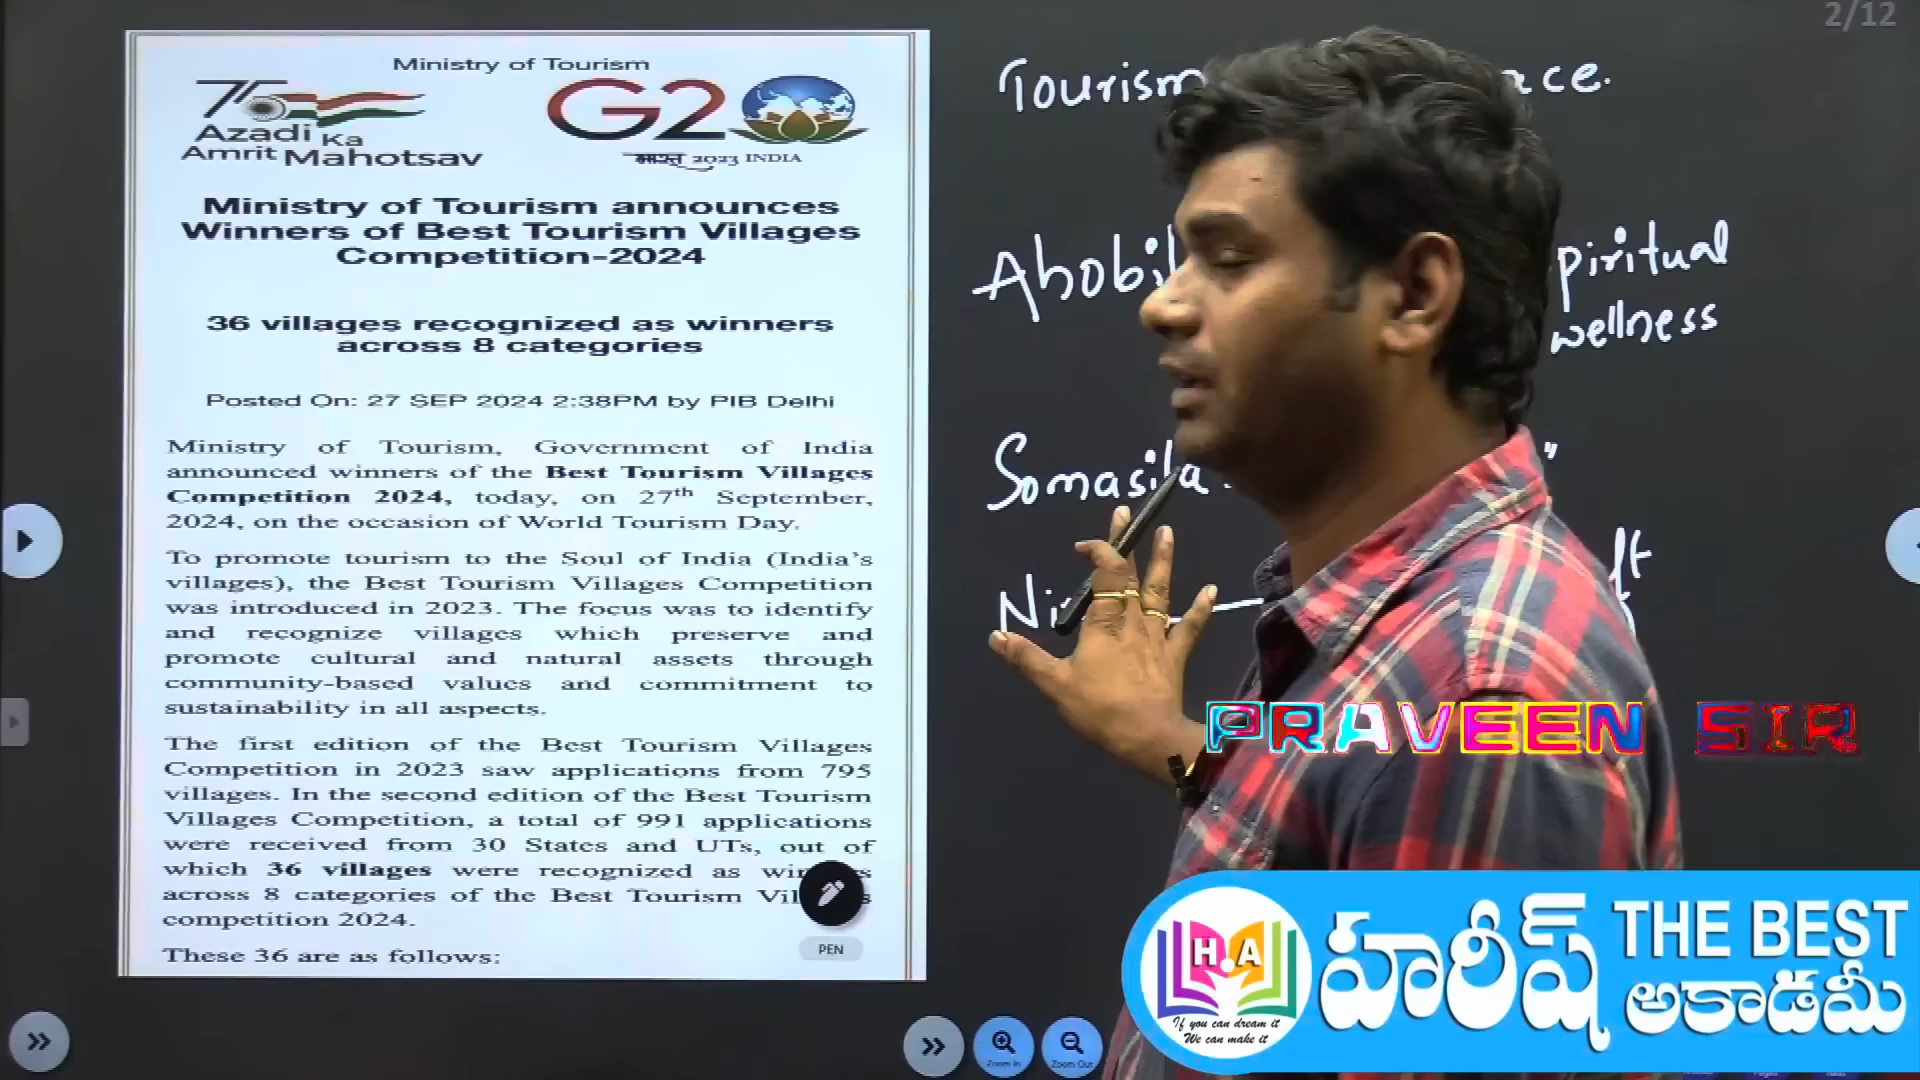 2/12
Ministry of Tourism
75
Azadi Ka
Amrit Mahotsav
G20
भारत 2023 INDIA
Ministry of Tourism announces
Winners of Best Tourism Villages
Competition-2024
36 villages recognized as winners
across 8 categories
Posted On: 27 SEP 2024 2:38PM by PIB Delhi
Ministry of Tourism, Government of India
announced winners of the Best Tourism Villages
Competition 2024, today, on 27th September,
2024, on the occasion of World Tourism Day.
To promote tourism to the Soul of India (India's
villages), the Best Tourism Villages Competition
was introduced in 2023. The focus was to identify
and recognize villages which preserve and
promote cultural and natural assets through
community-based values and commitment to
sustainability in all aspects.
The first edition of the Best Tourism Villages
Competition in 2023 saw applications from 795
villages. In the second edition of the Best Tourism
Villages Competition, a total of 991 applications
were received from 30 States and UTs, out of
which 36 villages were recognized as
across 8 categories of the Best Tourism
competition 2024.
These 36 are as follows:
PEN
Tourism
Ahobil piritual
wellness
Somasila "
PRAVEEN SIR
H.A
If you can dream it
We can make it
హరీష్ THE BEST
అకాడమీ
Zoom In
Zoom Out